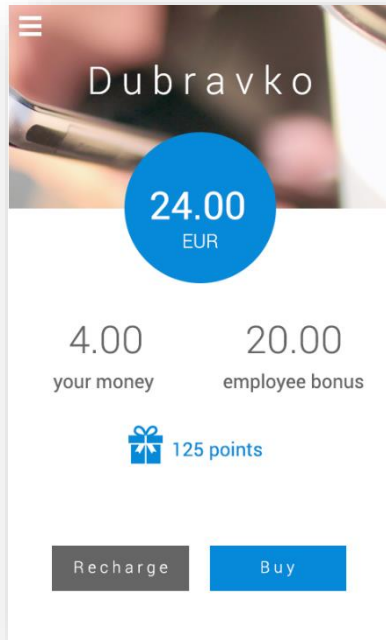 Dubravko
24.00
EUR
4.00
your money
20.00
employee bonus
125 points
Recharge
Buy